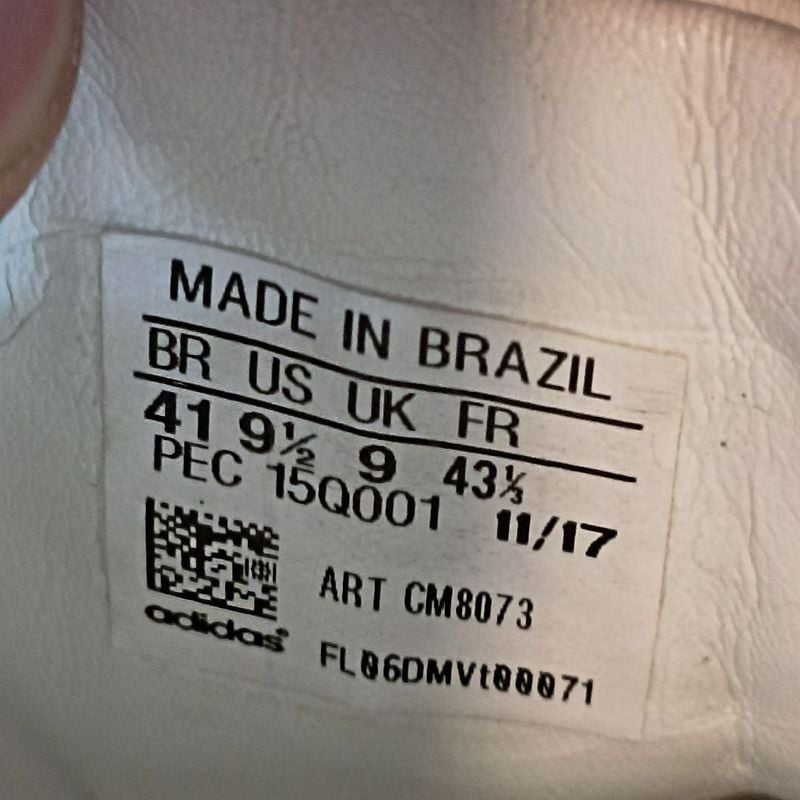 MADE IN BRAZIL
BR US UK FR
41 9½ 9 43⅓
PEC 15Q001 11/17
ART CM8073
adidas®
FL06DMVt00071